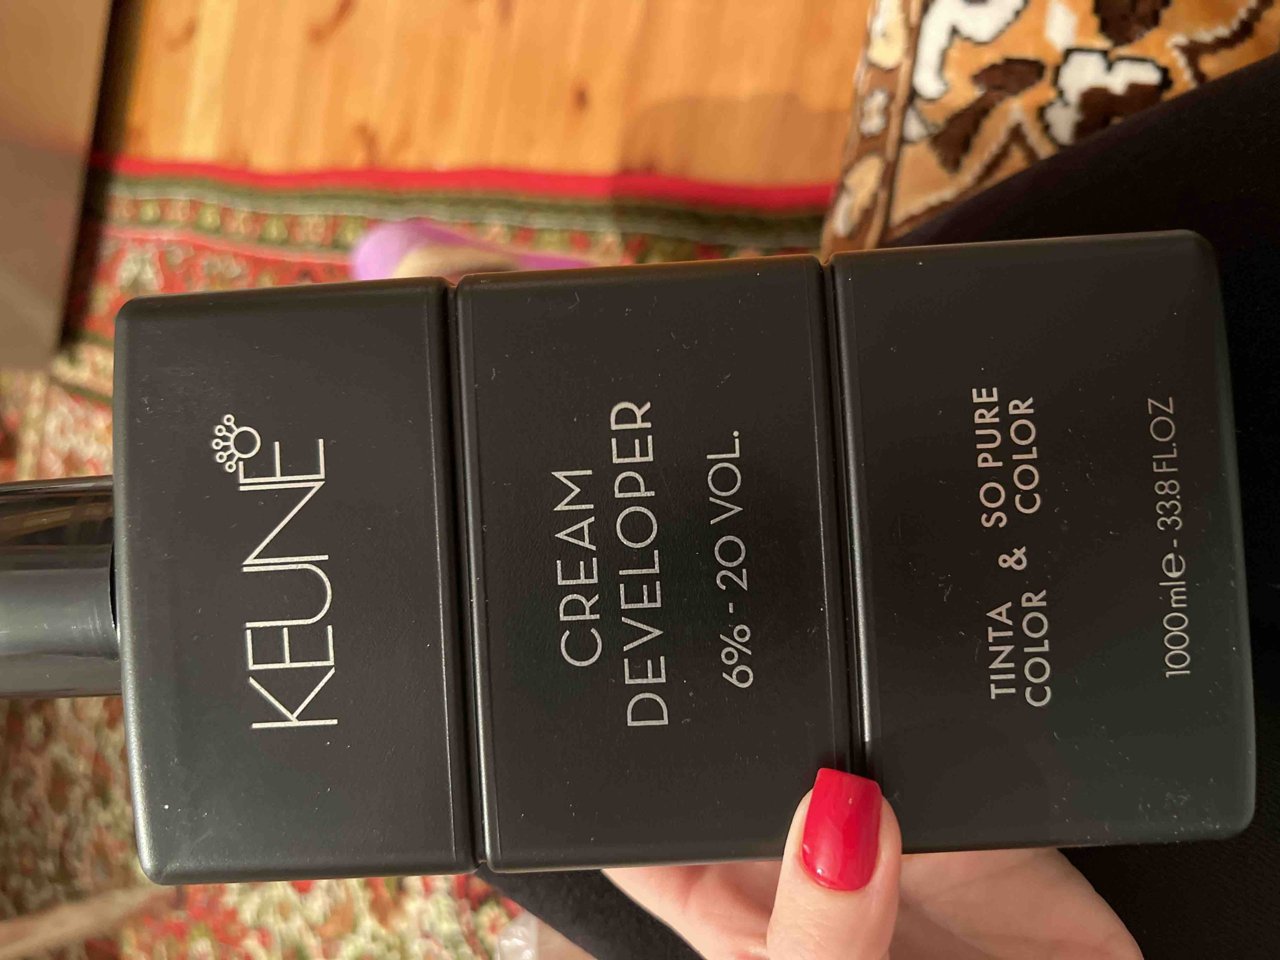 KEUNE
CREAM
DEVELOPER
6% - 20 VOL.
TINTA & SO PURE
COLOR COLOR
1000 ml e - 33.8 FL.OZ